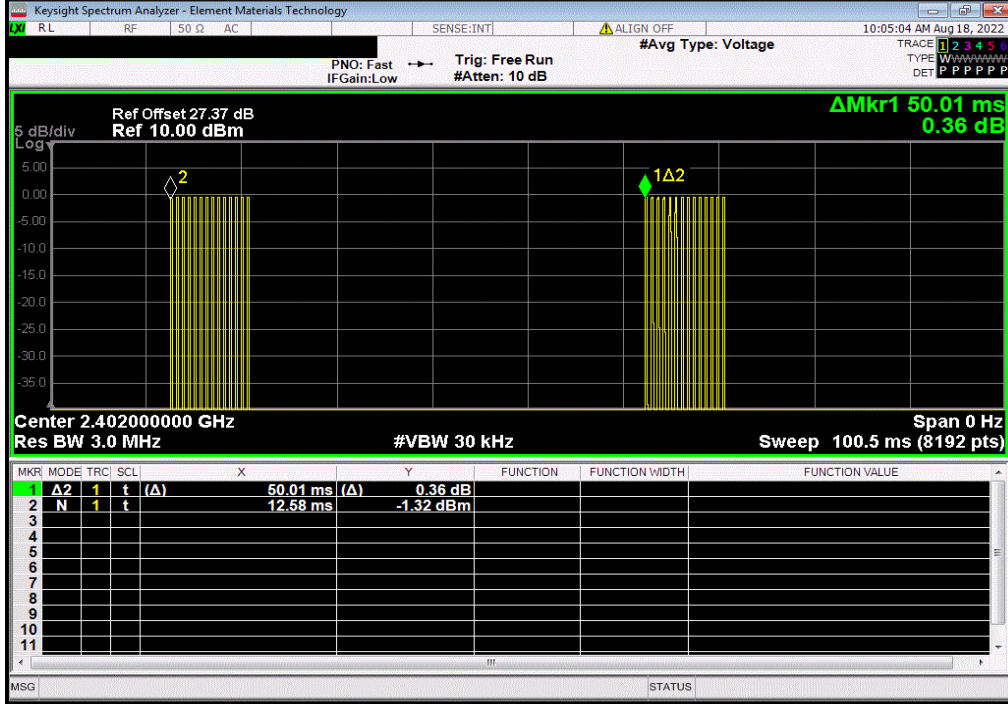 Keysight Spectrum Analyzer - Element Materials Technology
LXI RL RF 50 Ω AC SENSE:INT ALIGN OFF 10:05:04 AM Aug 18, 2022
#Avg Type: Voltage TRACE 1 2 3 4 5 6
PNO: Fast Trig: Free Run TYPE WWWWWW
IFGain:Low #Atten: 10 dB DET P P P P P P
ΔMkr1 50.01 ms
0.36 dB
Ref Offset 27.37 dB
5 dB/div Ref 10.00 dBm
Log
5.00
0.00
-5.00
-10.0
-15.0
-20.0
-25.0
-30.0
-35.0
2
1Δ2
Center 2.402000000 GHz Span 0 Hz
Res BW 3.0 MHz #VBW 30 kHz Sweep 100.5 ms (8192 pts)
MKR MODE TRC SCL X Y FUNCTION FUNCTION WIDTH FUNCTION VALUE
1 Δ2 1 t (Δ) 50.01 ms (Δ) 0.36 dB
2 N 1 t 12.58 ms -1.32 dBm
3
4
5
6
7
8
9
10
11
MSG STATUS